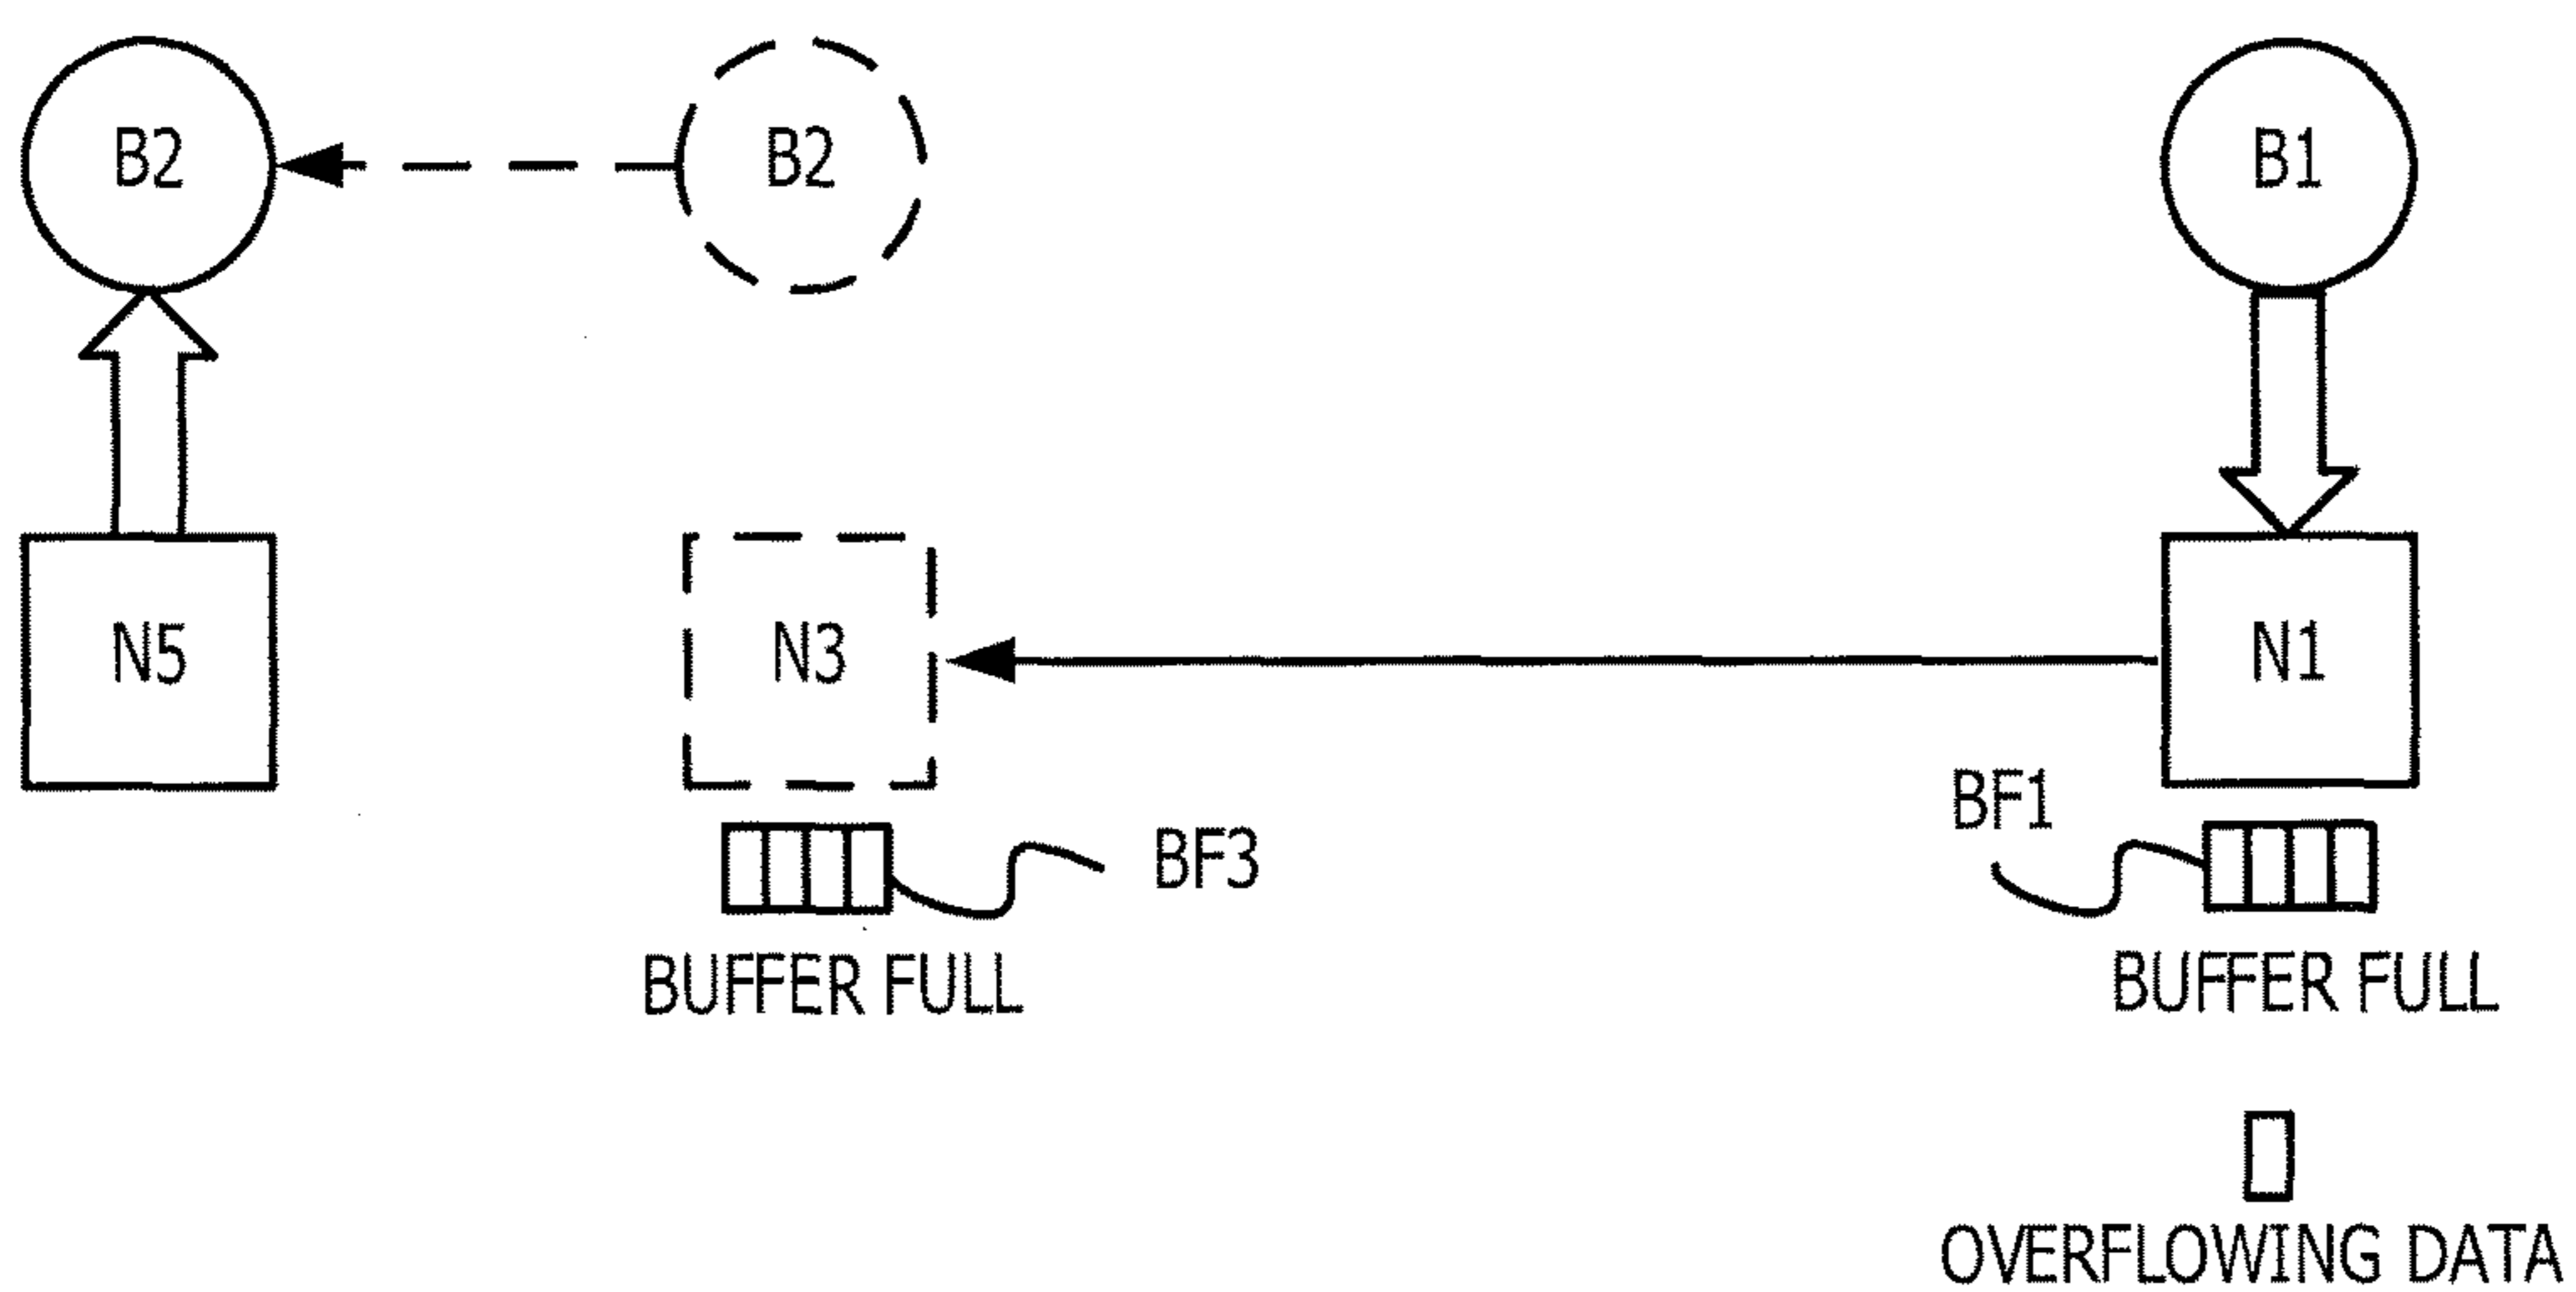 B2
B2
B1
N5
N3
N1
BF1
BF3
BUFFER FULL
BUFFER FULL
OVERFLOWING DATA